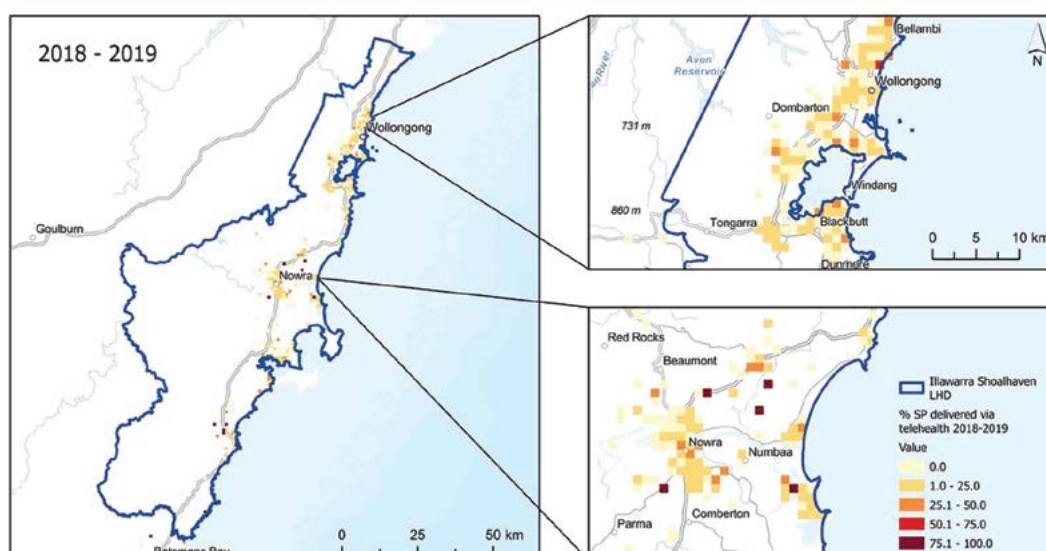 2018 - 2019
Wollongong
Goulburn
Nowra
0 50 km
Bellambi
N
Avon
Reservoir
Wollongong
Dombarton
731 m
Windang
860 m
Tongarra
Blackbutt
0 5 10 km
Dunmore
Red Rocks
Beaumont
Nowra
Numbaa
Parma
Comberton
Illawarra Shoalhaven
LHD
% SP delivered via
telehealth 2018-2019
Value
0.0
1.0 - 25.0
25.1 - 50.0
50.1 - 75.0
75.1 - 100.0